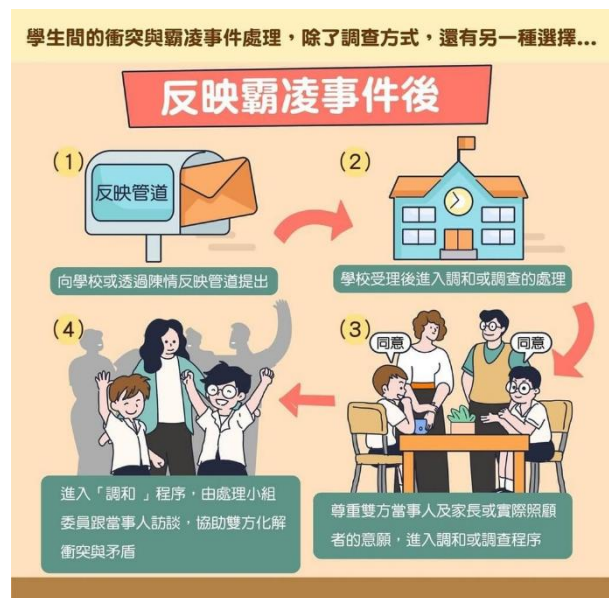 學生間的衝突與霸凌事件處理，除了調查方式，還有另一種選擇...
反映霸凌事件後
(1)
反映管道
向學校或透過陳情反映管道提出
(2)
學校受理後進入調和或調查的處理
(3)
同意
同意
尊重雙方當事人及家長或實際照顧
者的意願，進入調和或調查程序
(4)
進入「調和 」程序，由處理小組
委員跟當事人訪談，協助雙方化解
衝突與矛盾